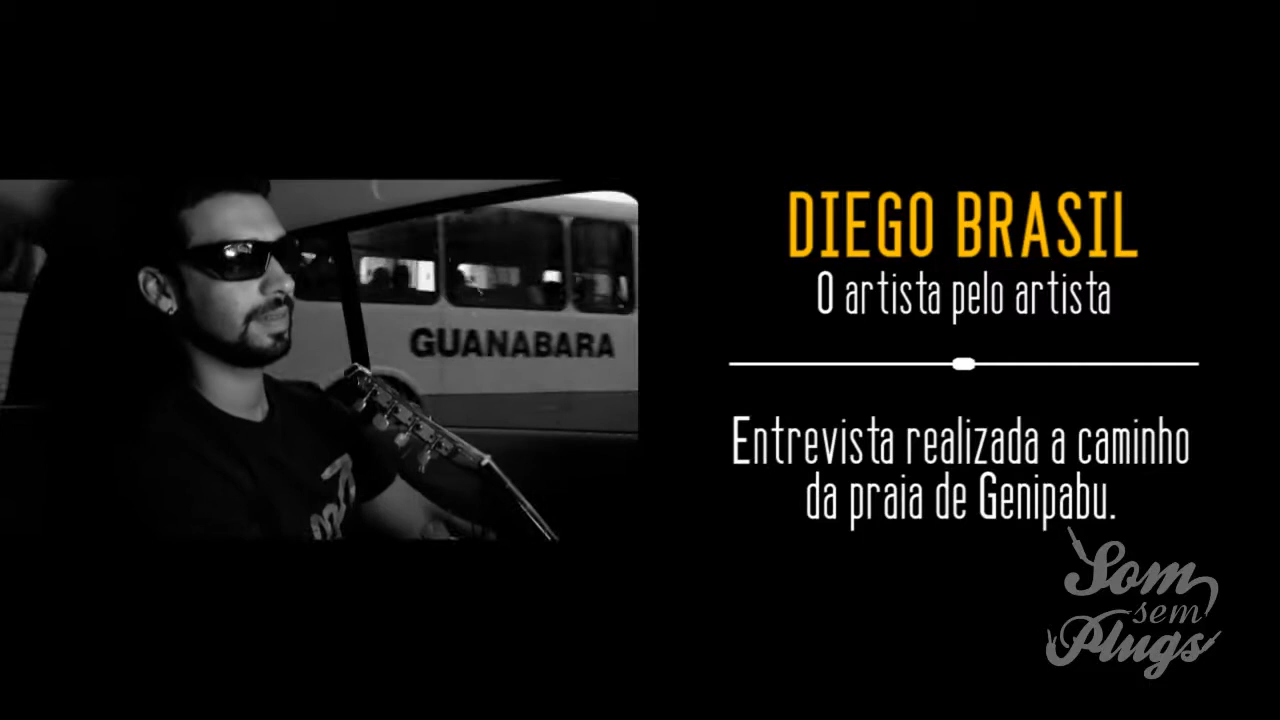 GUANABARA
DIEGO BRASIL
O artista pelo artista
Entrevista realizada a caminho
da praia de Genipabu.
Som
sem
Plugs